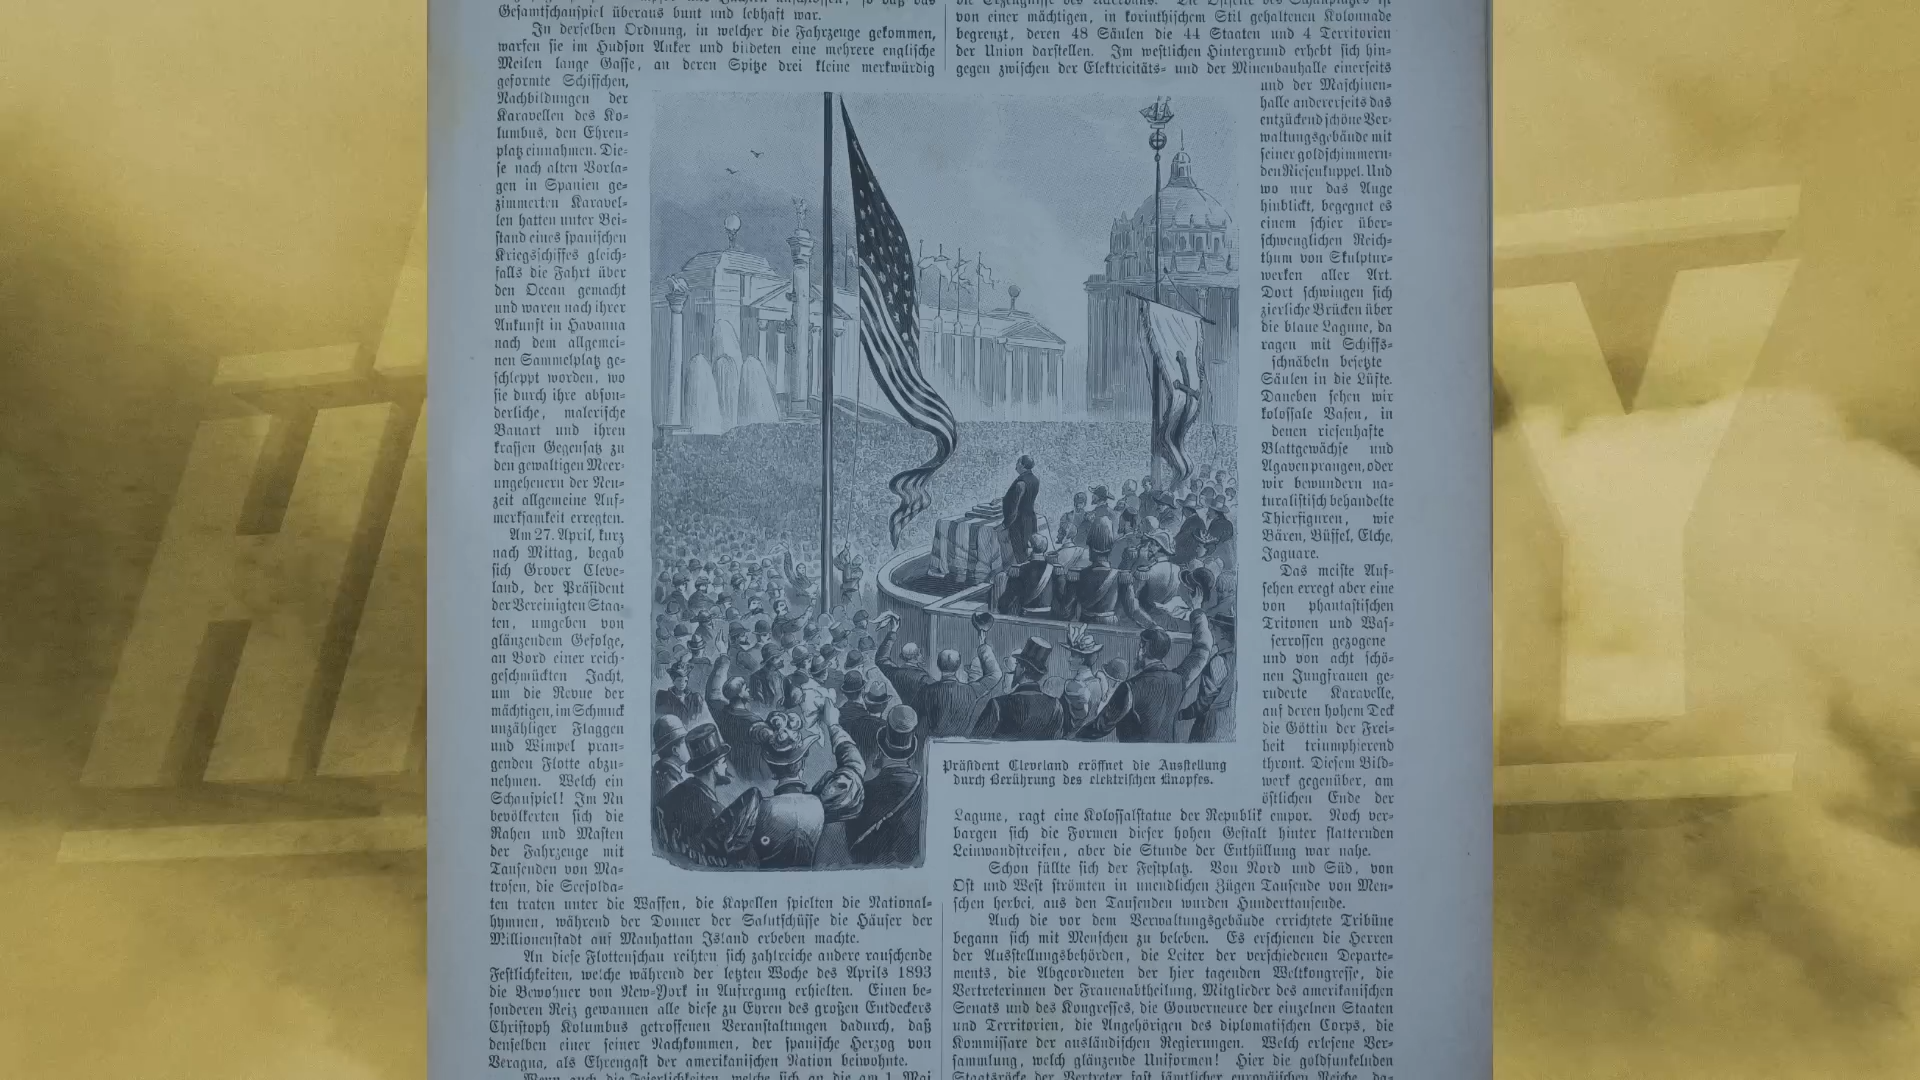 Gesamtschauspiel überaus bunt und lebhaft war.
In derselben Ordnung, in welcher die Fahrzeuge gekommen,
warfen sie im Hudson Anker und bildeten eine mehrere englische
Meilen lange Gasse, an deren Spitze drei kleine merkwürdig
geformte Schiffchen,
Nachbildungen der
Karavellen des Ko-
lumbus, den Ehren-
platz einnahmen. Die-
se nach alten Vorla-
gen in Spanien ge-
zimmerten Karavel-
len hatten unter Bei-
stand eines spanischen
Kriegsschiffes gleich-
falls die Fahrt über
den Ocean gemacht
und waren nach ihrer
Ankunft in Havanna
nach dem allgemei-
nen Sammelplatz ge-
schleppt worden, wo
sie durch ihre abson-
derliche, malerische
Bauart und ihren
krassen Gegensatz zu
den gewaltigen Meer-
ungeheuern der Neu-
zeit allgemeine Auf-
merksamkeit erregten.
Am 27. April, kurz
nach Mittag, begab
sich Grover Cleve-
land, der Präsident
der Vereinigten Staa-
ten, umgeben von
glänzendem Gefolge,
an Bord einer reich-
geschmückten Jacht,
um die Revue der
mächtigen, im Schmuck
unzähliger Flaggen
und Wimpel pran-
genden Flotte abzu-
nehmen. Welch ein
Schauspiel! Im Nu
bevölkerten sich die
Rahen und Masten
der Fahrzeuge mit
Tausenden von Ma-
trosen, die Seesolda-
ten traten unter die Waffen, die Kapellen spielten die National-
hymnen, während der Donner der Salutschüsse die Häuser der
Millionenstadt auf Manhattan Island erbeben machte.
An diese Flottenschau reihten sich zahlreiche andere rauschende
Festlichkeiten, welche während der letzten Woche des Aprils 1893
die Bewohner von New-York in Aufregung erhielten. Einen be-
sonderen Reiz gewannen alle diese zu Ehren des großen Entdeckers
Christoph Kolumbus getroffenen Veranstaltungen dadurch, daß
denselben einer seiner Nachkommen, der spanische Herzog von
Veragua, als Ehrengast der amerikanischen Nation beiwohnte.
Wenn auch die Feierlichkeiten, welche sich an die am 1. Mai
von einer mächtigen, in korinthischem Stil gehaltenen Kolonnade
begrenzt, deren 48 Säulen die 44 Staaten und 4 Territorien
der Union darstellen. Im westlichen Hintergrund erhebt sich hin-
gegen zwischen der Elektricitäts- und der Minenbauhalle einerseits
und der Maschinen-
halle andererseits das
entzückend schöne Ver-
waltungsgebäude mit
seiner goldschimmern-
den Riesenkuppel. Und
wo nur das Auge
hinblickt, begegnet es
einem schier über-
schwenglichen Reich-
thum von Skulptur-
werken aller Art.
Dort schwingen sich
zierliche Brücken über
die blaue Lagune, da
ragen mit Schiffs-
schnäbeln besetzte
Säulen in die Lüfte.
Daneben sehen wir
kolossale Vasen, in
denen riesenhafte
Blattgewächse und
Agaven prangen, oder
wir bewundern na-
turalistisch behandelte
Thierfiguren, wie
Bären, Büffel, Elche,
Jaguare.
Das meiste Auf-
sehen erregt aber eine
von phantastischen
Tritonen und Was-
serrossen gezogene
und von acht schö-
nen Jungfrauen ge-
ruderte Karavelle,
auf deren hohem Deck
die Göttin der Frei-
heit triumphierend
thront. Diesem Bild-
werk gegenüber, am
östlichen Ende der
Präsident Cleveland eröffnet die Ausstellung
durch Berührung des elektrischen Knopfes.
Lagune, ragt eine Kolossalstatue der Republik empor. Noch ver-
bargen sich die Formen dieser hohen Gestalt hinter flatternden
Leinwandstreifen, aber die Stunde der Enthüllung war nahe.
Schon füllte sich der Festplatz. Von Nord und Süd, von
Ost und West strömten in unendlichen Zügen Tausende von Men-
schen herbei, aus den Tausenden wurden Hunderttausende.
Auch die vor dem Verwaltungsgebäude errichtete Tribüne
begann sich mit Menschen zu beleben. Es erschienen die Herren
der Ausstellungsbehörden, die Leiter der verschiedenen Departe-
ments, die Abgeordneten der hier tagenden Weltkongresse, die
Vertreterinnen der Frauenabtheilung, Mitglieder des amerikanischen
Senats und des Kongresses, die Gouverneure der einzelnen Staaten
und Territorien, die Angehörigen des diplomatischen Corps, die
Kommissare der ausländischen Regierungen. Welch erlesene Ver-
sammlung, welch glänzende Uniformen! Hier die goldfunkelnden
Staatsröcke der Vertreter fast sämtlicher europäischen Reiche, da-